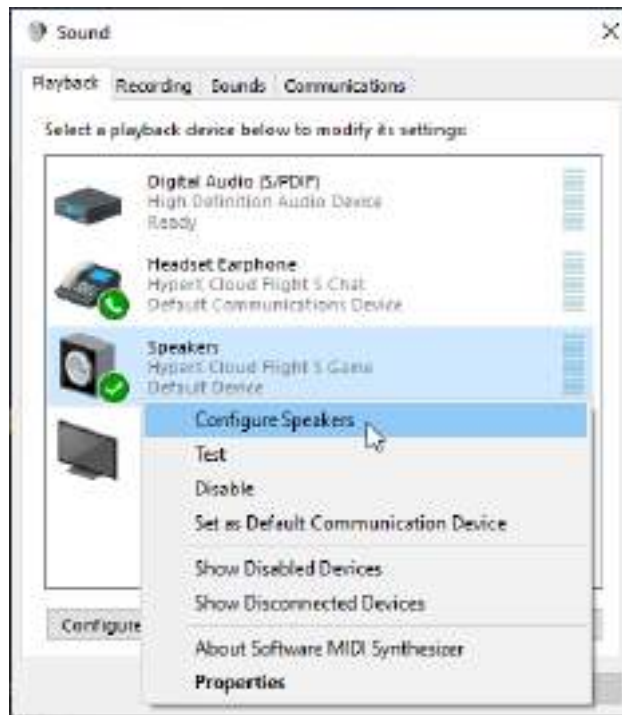 Sound
Playback Recording Sounds Communications
Select a playback device below to modify its settings:
Digital Audio (S/PDIF)
High Definition Audio Device
Ready
Headset Earphone
HyperX Cloud Flight S Chat
Default Communications Device
Speakers
HyperX Cloud Flight S Game
Default Device
Configure Speakers
Test
Disable
Set as Default Communication Device
Show Disabled Devices
Show Disconnected Devices
Configure
About Software MIDI Synthesizer
Properties